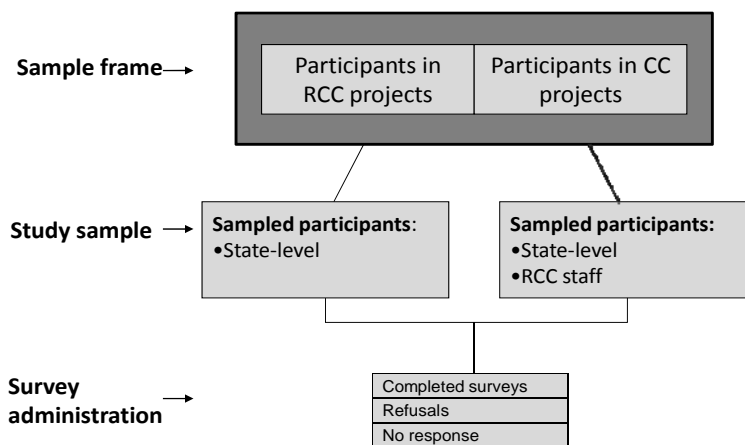 Sample frame
Participants in
RCC projects
Participants in CC
projects
Study sample
Sampled participants:
•State-level
Sampled participants:
•State-level
•RCC staff
Survey
administration
Completed surveys
Refusals
No response